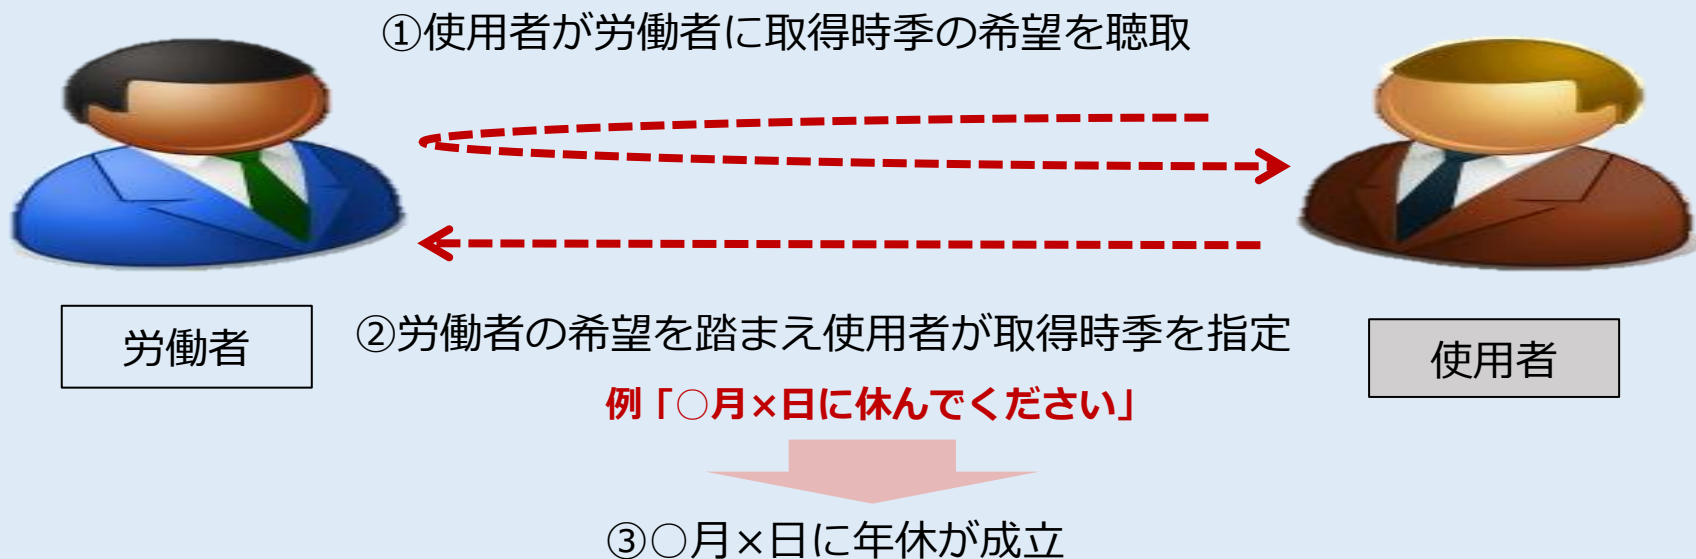 ①使用者が労働者に取得時季の希望を聴取
労働者
②労働者の希望を踏まえ使用者が取得時季を指定
使用者
例「○月×日に休んでください」
③○月×日に年休が成立